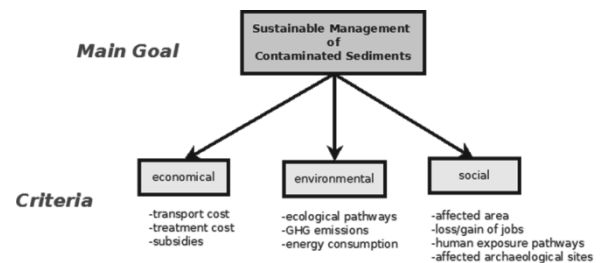 Sustainable Management
of
Contaminated Sediments
Main Goal
economical
environmental
social
Criteria
-transport cost
-treatment cost
-subsidies
-ecological pathways
-GHG emissions
-energy consumption
-affected area
-loss/gain of jobs
-human exposure pathways
-affected archaeological sites